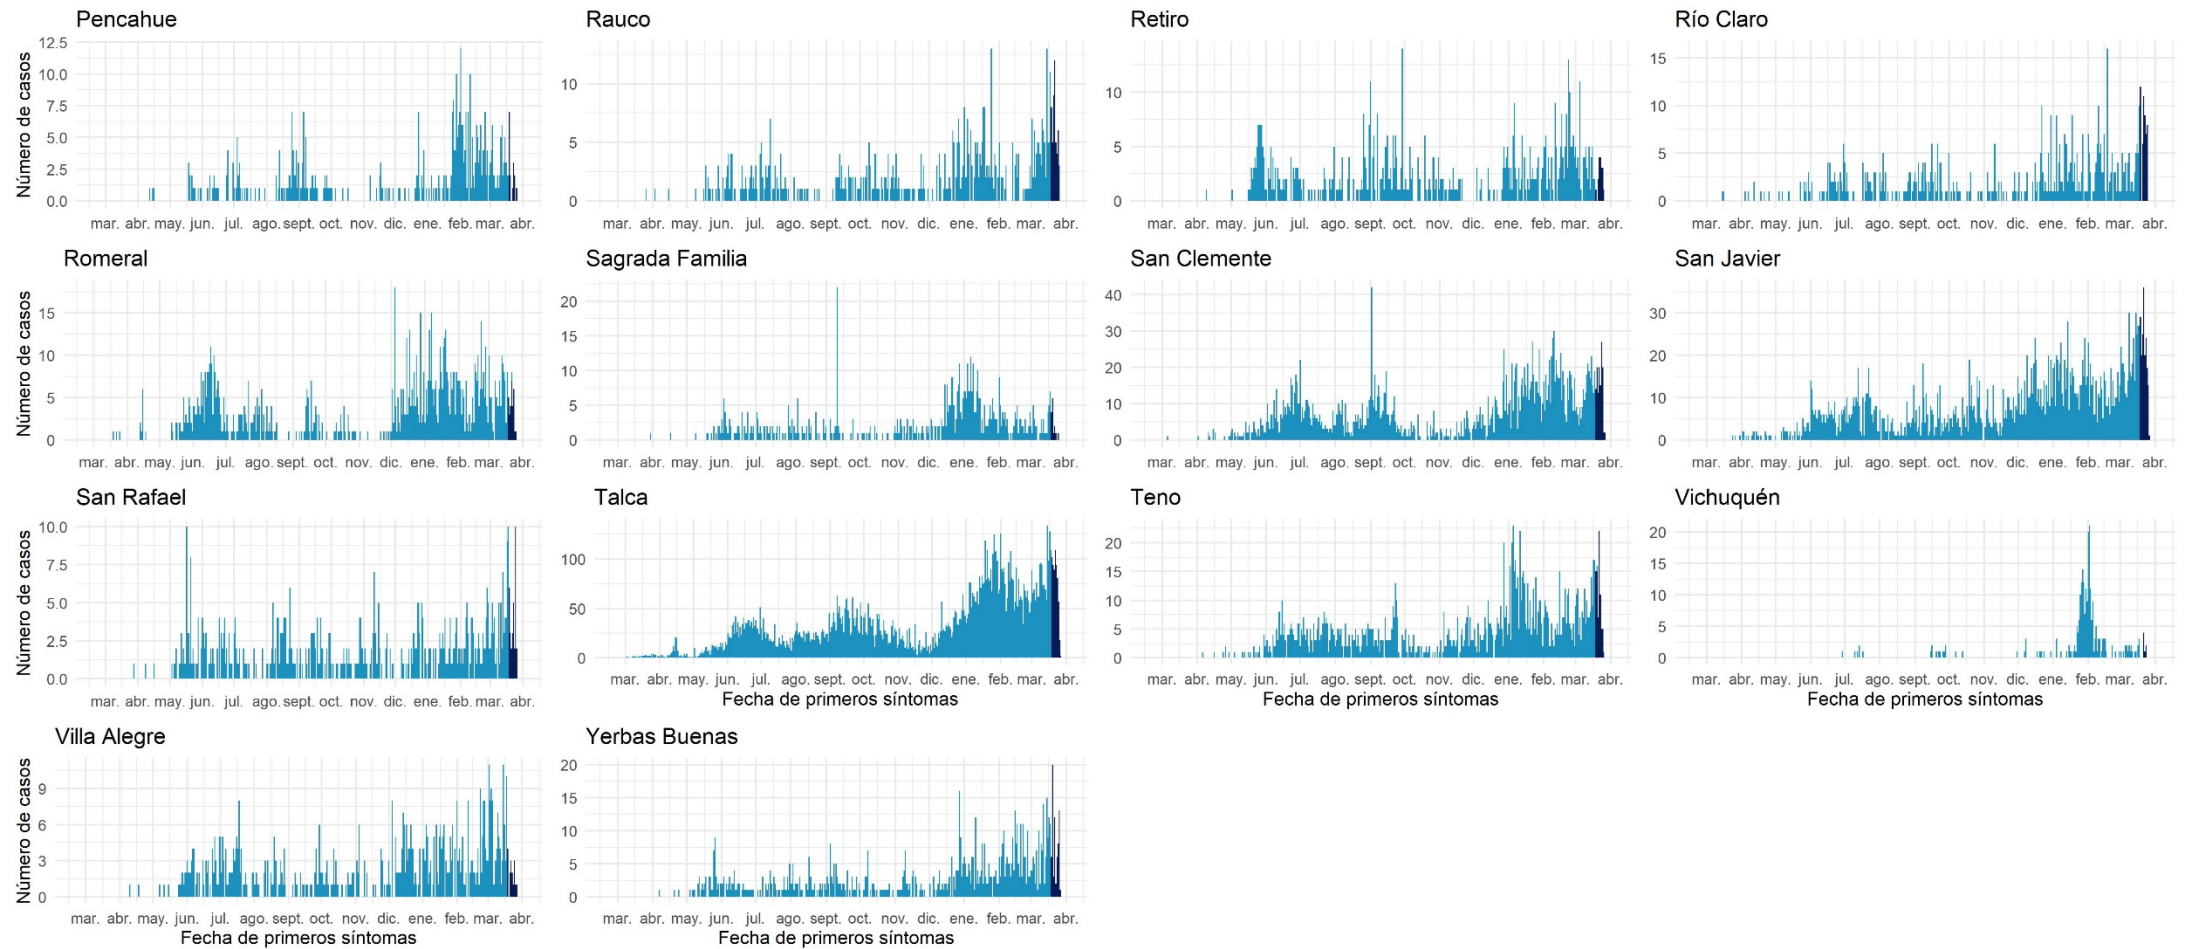 Pencahue
Rauco
Retiro
Río Claro
Número de casos
12.5
10.0
7.5
5.0
2.5
0.0
mar. abr. may. jun. jul. ago. sept. oct. nov. dic. ene. feb. mar. abr.
10
5
0
mar. abr. may. jun. jul. ago. sept. oct. nov. dic. ene. feb. mar. abr.
10
5
0
mar. abr. may. jun. jul. ago. sept. oct. nov. dic. ene. feb. mar. abr.
15
10
5
0
mar. abr. may. jun. jul. ago. sept. oct. nov. dic. ene. feb. mar. abr.
Romeral
Sagrada Familia
San Clemente
San Javier
Número de casos
15
10
5
0
mar. abr. may. jun. jul. ago. sept. oct. nov. dic. ene. feb. mar. abr.
20
15
10
5
0
mar. abr. may. jun. jul. ago. sept. oct. nov. dic. ene. feb. mar. abr.
40
30
20
10
0
mar. abr. may. jun. jul. ago. sept. oct. nov. dic. ene. feb. mar. abr.
30
20
10
0
mar. abr. may. jun. jul. ago. sept. oct. nov. dic. ene. feb. mar. abr.
San Rafael
Talca
Teno
Vichuquén
Número de casos
10.0
7.5
5.0
2.5
0.0
mar. abr. may. jun. jul. ago. sept. oct. nov. dic. ene. feb. mar. abr.
100
50
0
mar. abr. may. jun. jul. ago. sept. oct. nov. dic. ene. feb. mar. abr.
Fecha de primeros síntomas
20
15
10
5
0
mar. abr. may. jun. jul. ago. sept. oct. nov. dic. ene. feb. mar. abr.
Fecha de primeros síntomas
20
15
10
5
0
mar. abr. may. jun. jul. ago. sept. oct. nov. dic. ene. feb. mar. abr.
Fecha de primeros síntomas
Villa Alegre
Yerbas Buenas
Número de casos
9
6
3
0
mar. abr. may. jun. jul. ago. sept. oct. nov. dic. ene. feb. mar. abr.
Fecha de primeros síntomas
20
15
10
5
0
mar. abr. may. jun. jul. ago. sept. oct. nov. dic. ene. feb. mar. abr.
Fecha de primeros síntomas